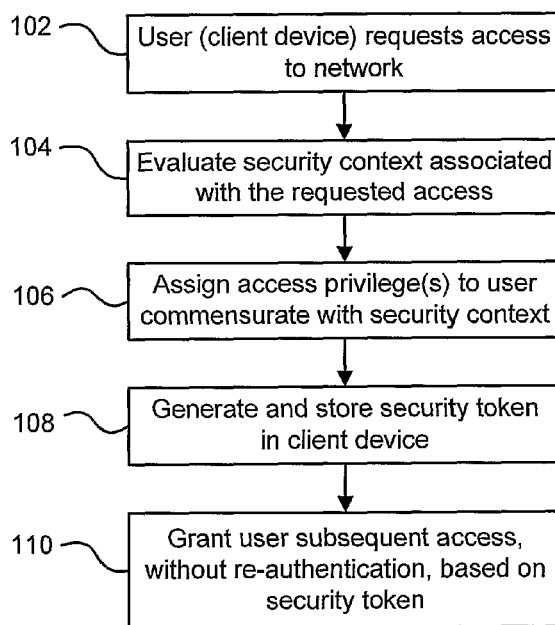 102
User (client device) requests access
to network
104
Evaluate security context associated
with the requested access
106
Assign access privilege(s) to user
commensurate with security context
108
Generate and store security token
in client device
110
Grant user subsequent access,
without re-authentication, based on
security token